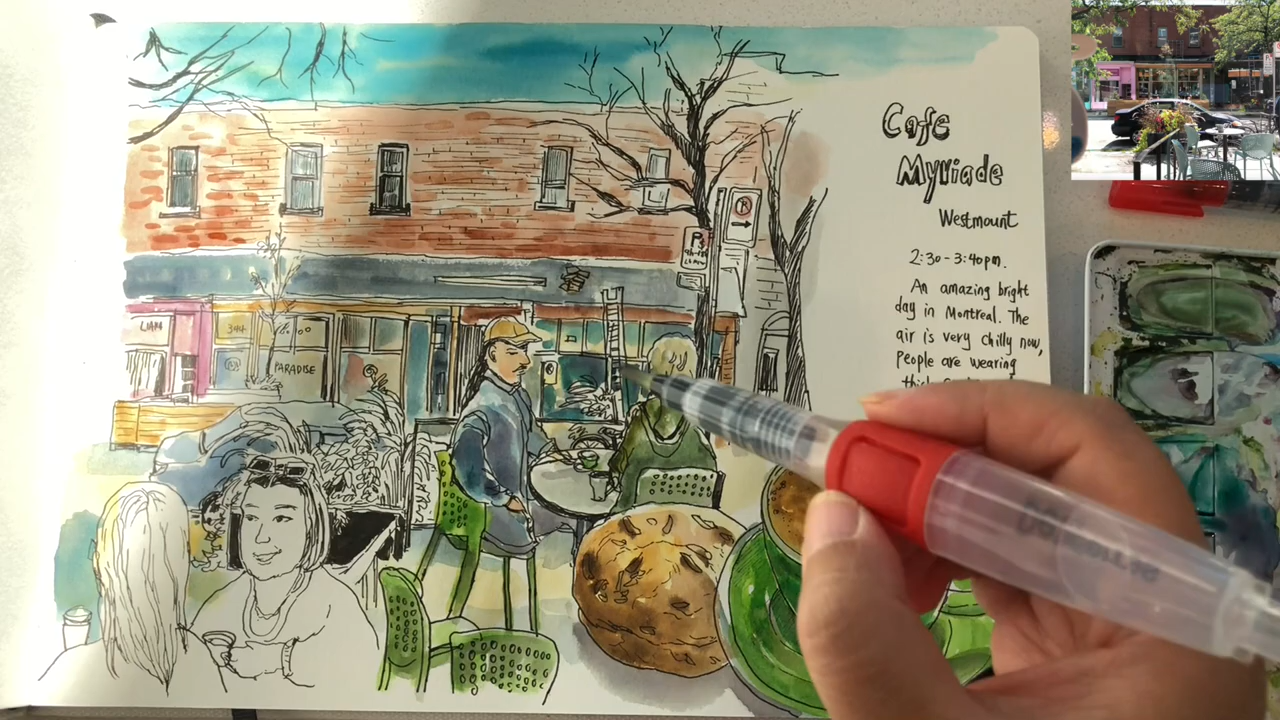 Cafe
Myriade
Westmount
2:30-3:40pm.
An amazing bright
day in Montreal. The
air is very chilly now,
people are wearing
P
LIAM
PARADISE